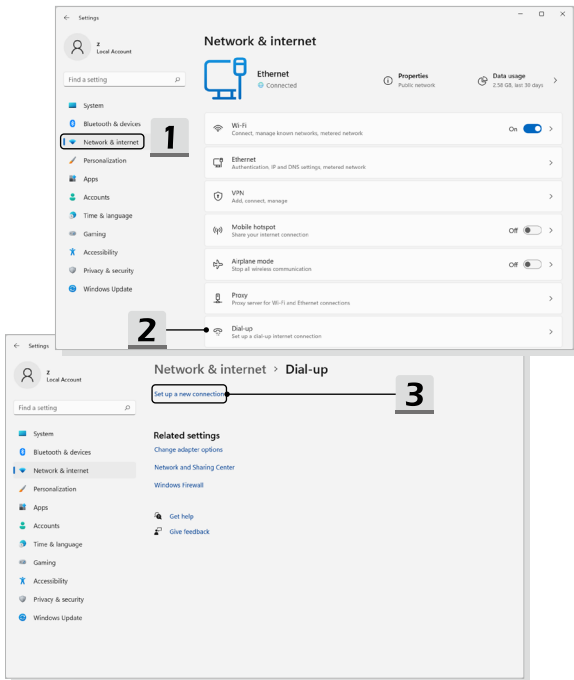 Settings
z
Local Account
Find a setting
System
Bluetooth & devices
Network & internet
Personalization
Apps
Accounts
Time & language
Gaming
Accessibility
Privacy & security
Windows Update
1
Network & internet
Ethernet
Connected
Properties
Public network
Data usage
2.58 GB, last 30 days
Wi-Fi
Connect, manage known networks, metered network
On
Ethernet
Authentication, IP and DNS settings, metered network
VPN
Add, connect, manage
Mobile hotspot
Share your internet connection
Off
Airplane mode
Stop all wireless communication
Off
Proxy
Proxy server for Wi-Fi and Ethernet connections
Dial-up
Set up a dial-up internet connection
2
Settings
z
Local Account
Find a setting
System
Bluetooth & devices
Network & internet
Personalization
Apps
Accounts
Time & language
Gaming
Accessibility
Privacy & security
Windows Update
Network & internet > Dial-up
Set up a new connection
3
Related settings
Change adapter options
Network and Sharing Center
Windows Firewall
Get help
Give feedback